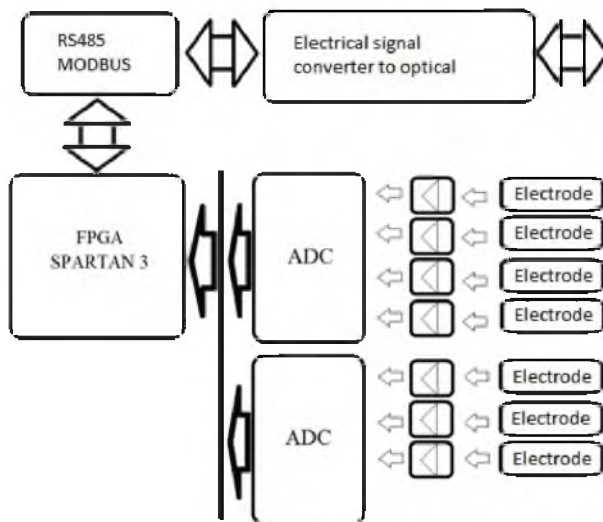 RS485
MODBUS
Electrical signal
converter to optical
FPGA
SPARTAN 3
ADC
Electrode
Electrode
Electrode
Electrode
ADC
Electrode
Electrode
Electrode